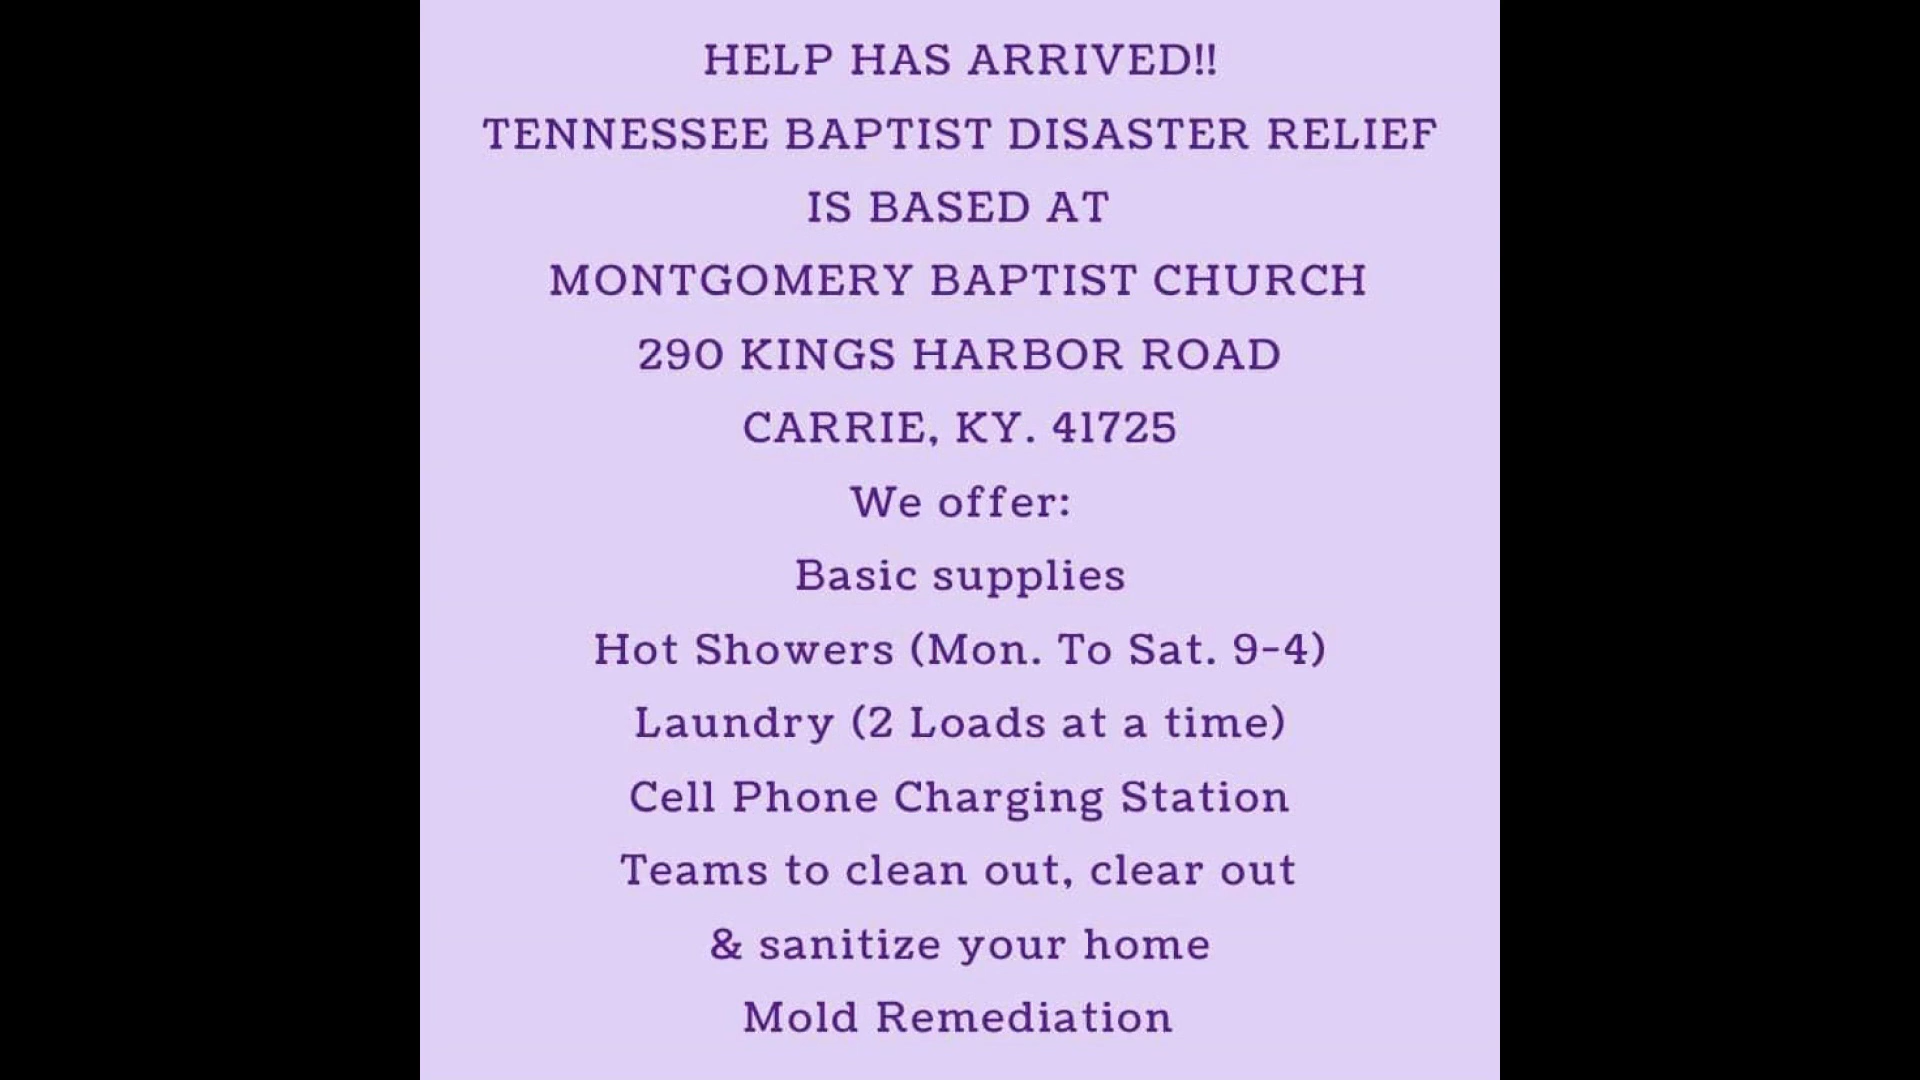 HELP HAS ARRIVED!!
TENNESSEE BAPTIST DISASTER RELIEF
IS BASED AT
MONTGOMERY BAPTIST CHURCH
290 KINGS HARBOR ROAD
CARRIE, KY. 41725
We offer:
Basic supplies
Hot Showers (Mon. To Sat. 9-4)
Laundry (2 Loads at a time)
Cell Phone Charging Station
Teams to clean out, clear out
& sanitize your home
Mold Remediation